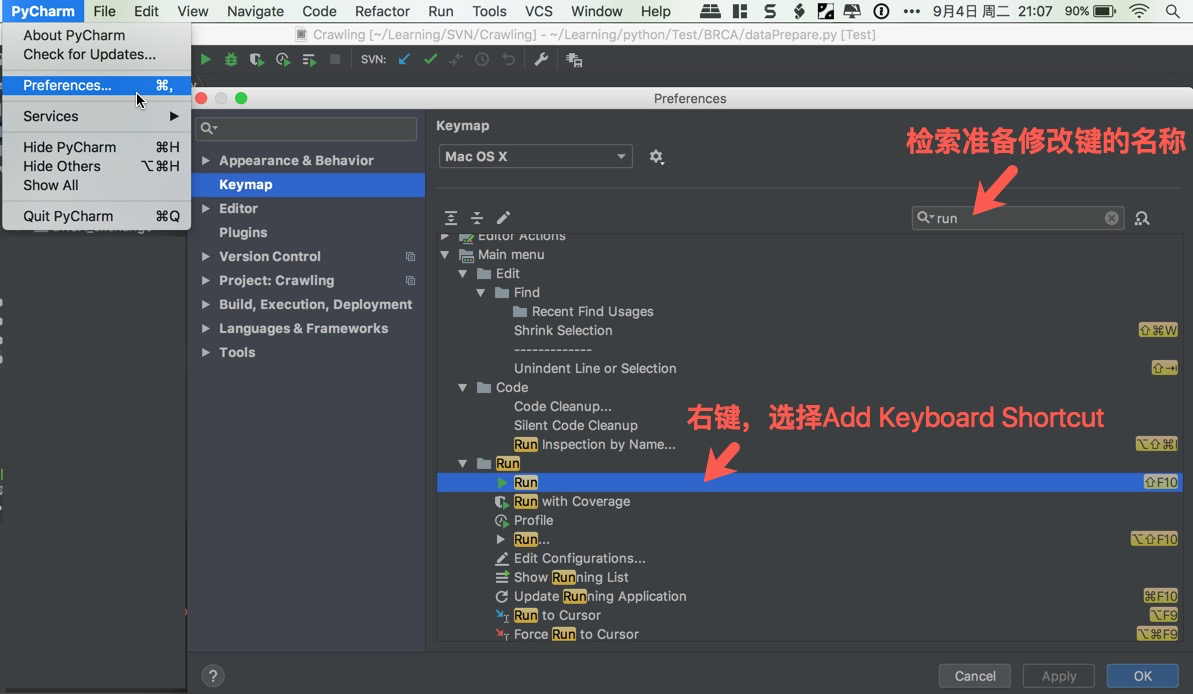 PyCharm File Edit View Navigate Code Refactor Run Tools VCS Window Help 9月4日 周二 21:07 90%
About PyCharm
Check for Updates...
Preferences... ⌘,
Services
Hide PyCharm ⌘H
Hide Others ⌥⌘H
Show All
Quit PyCharm ⌘Q
Crawling [~/Learning/SVN/Crawling] - ~/Learning/python/Test/BRCA/dataPrepare.py [Test]
SVN:
Preferences
Appearance & Behavior
Keymap
Editor
Plugins
Version Control
Project: Crawling
Build, Execution, Deployment
Languages & Frameworks
Tools
Keymap
Mac OS X
检索准备修改键的名称
run
Editor Actions
Main menu
Edit
Find
Recent Find Usages
Shrink Selection ⇧⌘W
-------------
Unindent Line or Selection ⇧⇥
Code
Code Cleanup...
Silent Code Cleanup
右键，选择Add Keyboard Shortcut
Run Inspection by Name... ⌥⇧⌘I
Run
Run ⇧F10
Run with Coverage
Profile
Run... ⌥⇧F10
Edit Configurations...
Show Running List
Update Running Application ⌘F10
Run to Cursor ⌥F9
Force Run to Cursor ⌥⌘F9
? Cancel Apply OK